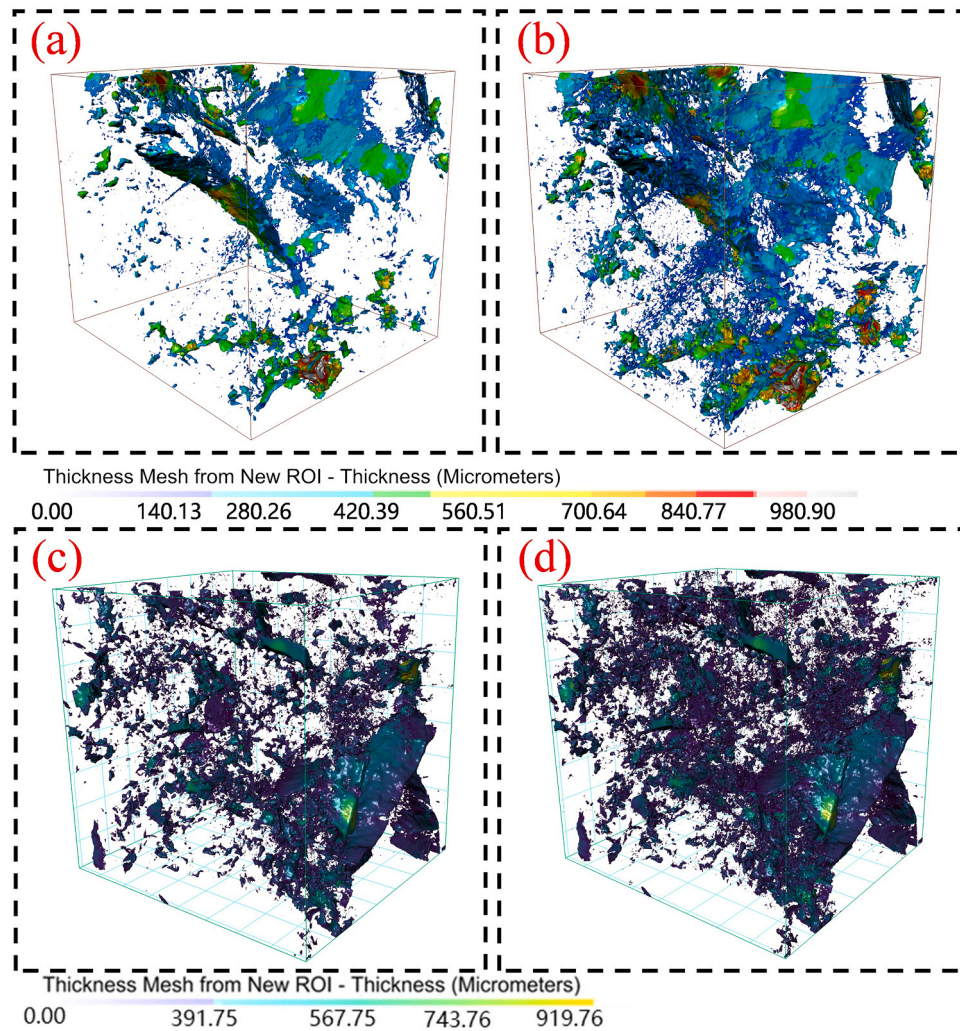 (a)
(b)
Thickness Mesh from New ROI - Thickness (Micrometers)
0.00 140.13 280.26 420.39 560.51 700.64 840.77 980.90
(c)
(d)
Thickness Mesh from New ROI - Thickness (Micrometers)
0.00 391.75 567.75 743.76 919.76